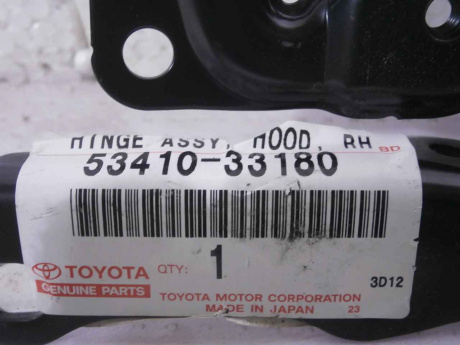 HINGE ASSY, HOOD, RH
BD
53410-33180
TOYOTA
GENUINE PARTS
QTY: 1
3D12
TOYOTA MOTOR CORPORATION
MADE IN JAPAN 23